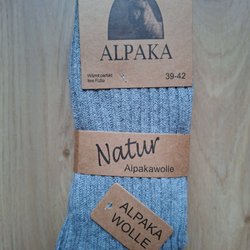 ALPAKA
39-42
Wärmt perfekt
Ihre Füße
Natur
Alpakawolle
ALPAKA
WOLLE